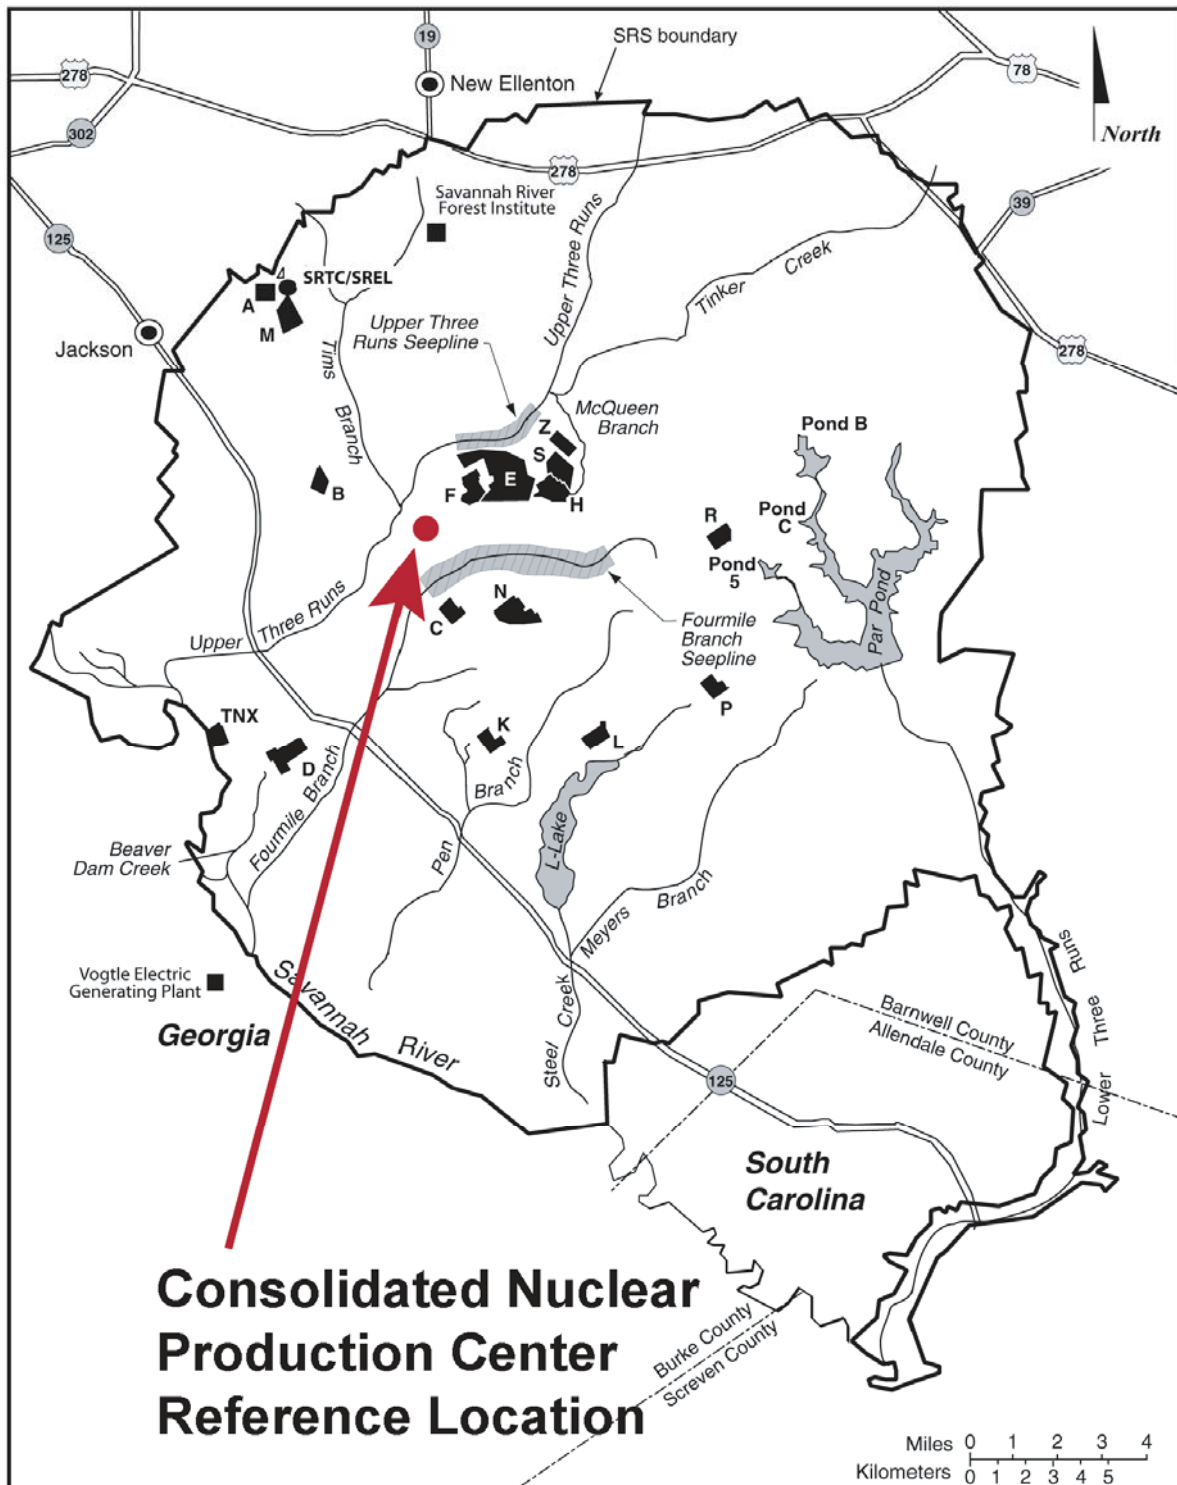 19
SRS boundary
278
New Ellenton
78
302
North
278
Savannah River
Forest Institute
39
125
Upper Three Runs
Tinker Creek
4
SRTC/SREL
A
M
Upper Three
Runs Seepline
Jackson
278
Tims Branch
McQueen
Branch
Z
Pond B
S
E
B
F
H
Pond
C
R
Pond
5
N
C
Upper Three Runs
Fourmile
Branch
Seepline
Par Pond
P
TNX
K
L
D
Branch
Fourmile Branch
L-Lake
Beaver
Dam Creek
Pen
Meyers Branch
Vogtle Electric
Generating Plant
Savannah River
Steel Creek
Lower Three Runs
Georgia
Barnwell County
Allendale County
125
South
Carolina
Consolidated Nuclear
Production Center
Reference Location
Burke County
Screven County
Miles 0 1 2 3 4
Kilometers 0 1 2 3 4 5